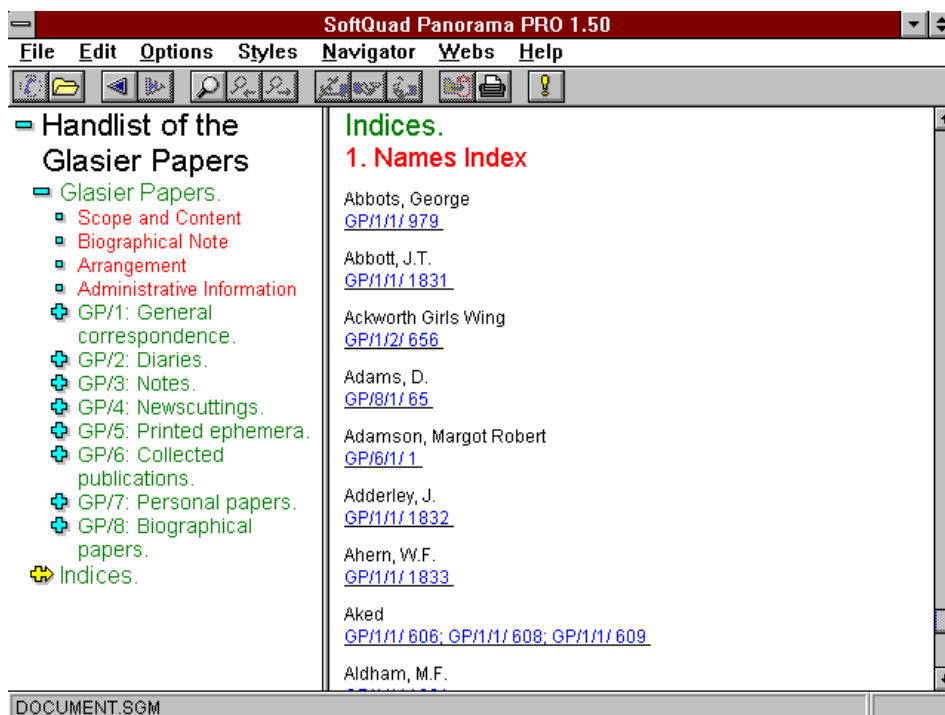 SoftQuad Panorama PRO 1.50
File Edit Options Styles Navigator Webs Help
Handlist of the
Glasier Papers
Glasier Papers.
Scope and Content
Biographical Note
Arrangement
Administrative Information
GP/1: General
correspondence.
GP/2: Diaries.
GP/3: Notes.
GP/4: Newscuttings.
GP/5: Printed ephemera.
GP/6: Collected
publications.
GP/7: Personal papers.
GP/8: Biographical
papers.
Indices.
Indices.
1. Names Index
Abbots, George
GP/1/1/ 979
Abbott, J.T.
GP/1/1/ 1831
Ackworth Girls Wing
GP/1/2/ 656
Adams, D.
GP/8/1/ 65
Adamson, Margot Robert
GP/6/1/ 1
Adderley, J.
GP/1/1/ 1832
Ahern, W.F.
GP/1/1/ 1833
Aked
GP/1/1/ 606; GP/1/1/ 608; GP/1/1/ 609
Aldham, M.F.
DOCUMENT.SGM